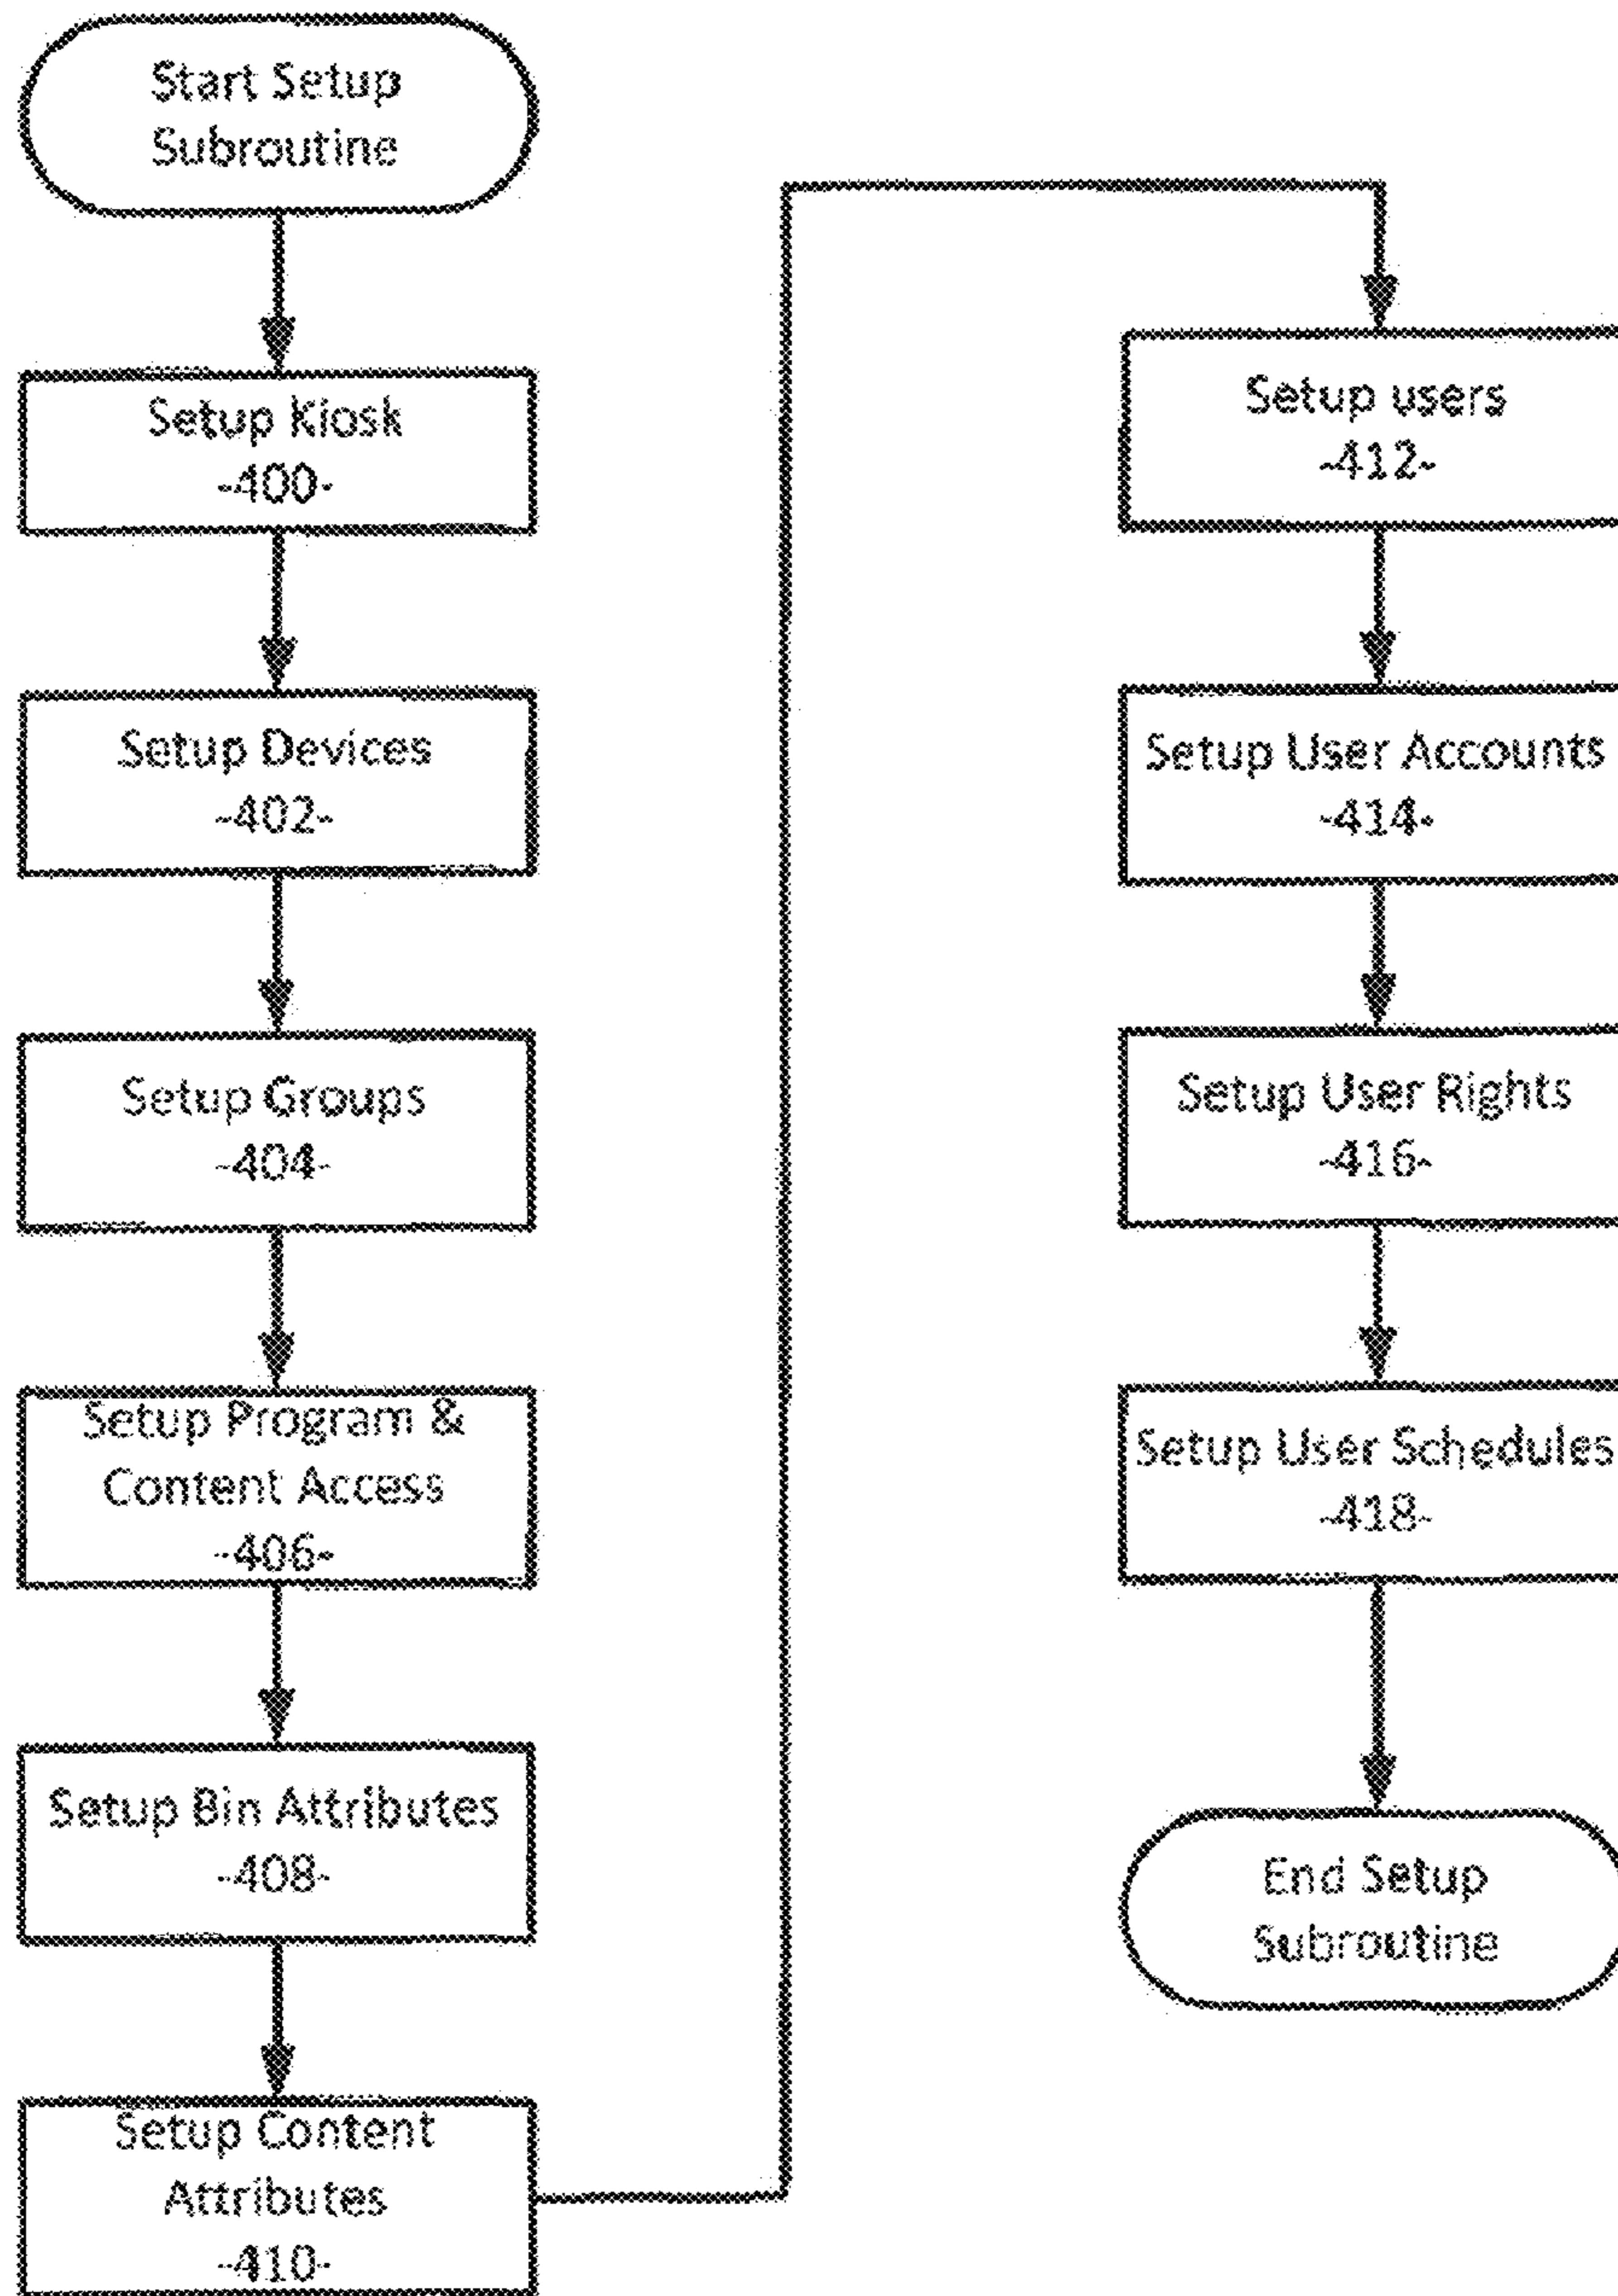 Start Setup
Subroutine
Setup Kiosk
-400-
Setup Devices
-402-
Setup Groups
-404-
Setup Program &
Content Access
-406-
Setup Bin Attributes
-408-
Setup Content
Attributes
-410-
Setup users
-412-
Setup User Accounts
-414-
Setup User Rights
-416-
Setup User Schedules
-418-
End Setup
Subroutine